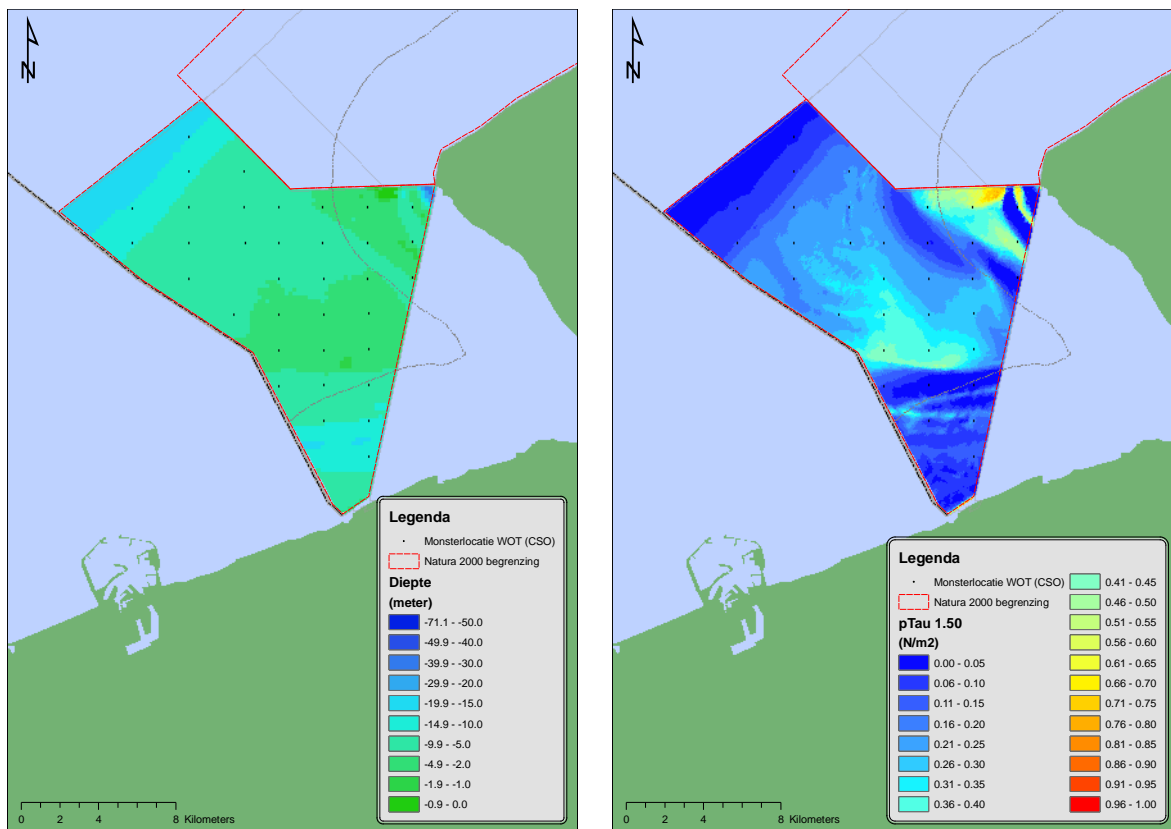 N
Legenda
Monsterlocatie WOT (CSO)
Natura 2000 begrenzing
Diepte
(meter)
-71.1 - -50.0
-49.9 - -40.0
-39.9 - -30.0
-29.9 - -20.0
-19.9 - -15.0
-14.9 - -10.0
-9.9 - -5.0
-4.9 - -2.0
-1.9 - -1.0
-0.9 - 0.0
0 2 4 8 Kilometers
N
Legenda
Monsterlocatie WOT (CSO)
Natura 2000 begrenzing
pTau 1.50
(N/m2)
0.00 - 0.05
0.06 - 0.10
0.11 - 0.15
0.16 - 0.20
0.21 - 0.25
0.26 - 0.30
0.31 - 0.35
0.36 - 0.40
0.41 - 0.45
0.46 - 0.50
0.51 - 0.55
0.56 - 0.60
0.61 - 0.65
0.66 - 0.70
0.71 - 0.75
0.76 - 0.80
0.81 - 0.85
0.86 - 0.90
0.91 - 0.95
0.96 - 1.00
0 2 4 8 Kilometers